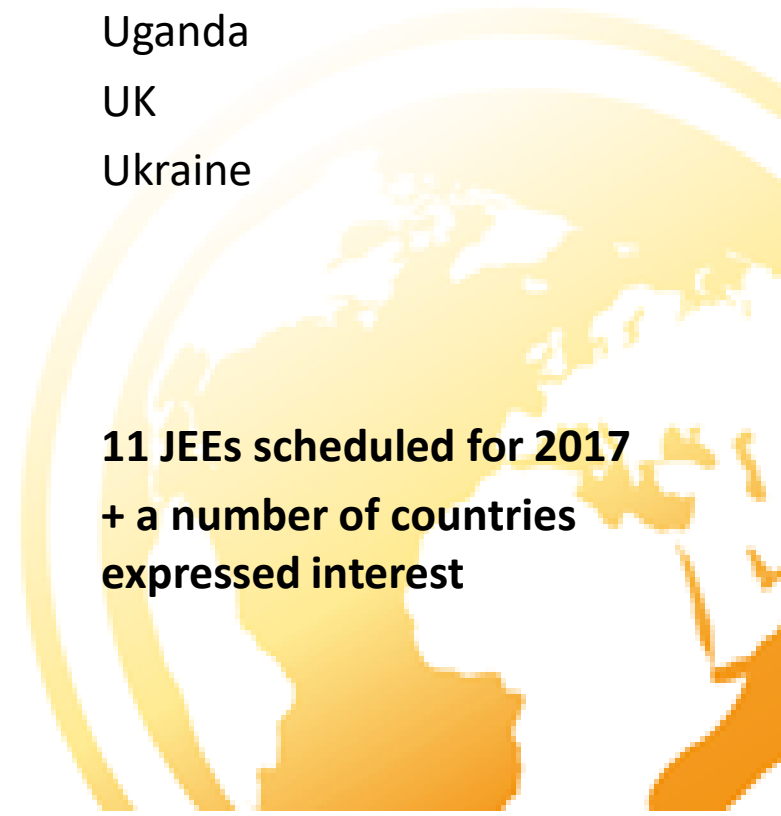 Uganda
UK
Ukraine
11 JEEs scheduled for 2017
+ a number of countries
expressed interest